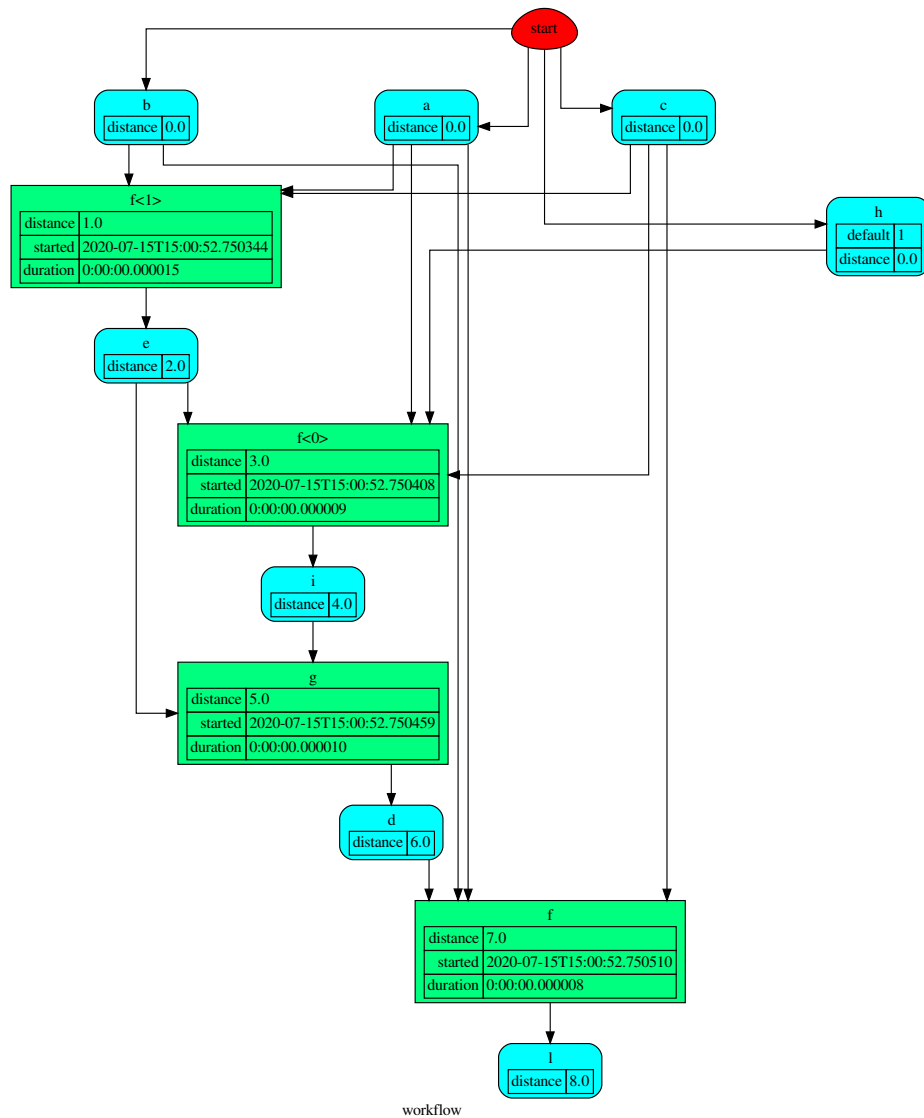 start
b
distance 0.0
a
distance 0.0
c
distance 0.0
f<1>
distance 1.0
started 2020-07-15T15:00:52.750344
duration 0:00:00.000015
h
default 1
distance 0.0
e
distance 2.0
f<0>
distance 3.0
started 2020-07-15T15:00:52.750408
duration 0:00:00.000009
i
distance 4.0
g
distance 5.0
started 2020-07-15T15:00:52.750459
duration 0:00:00.000010
d
distance 6.0
f
distance 7.0
started 2020-07-15T15:00:52.750510
duration 0:00:00.000008
l
distance 8.0
workflow